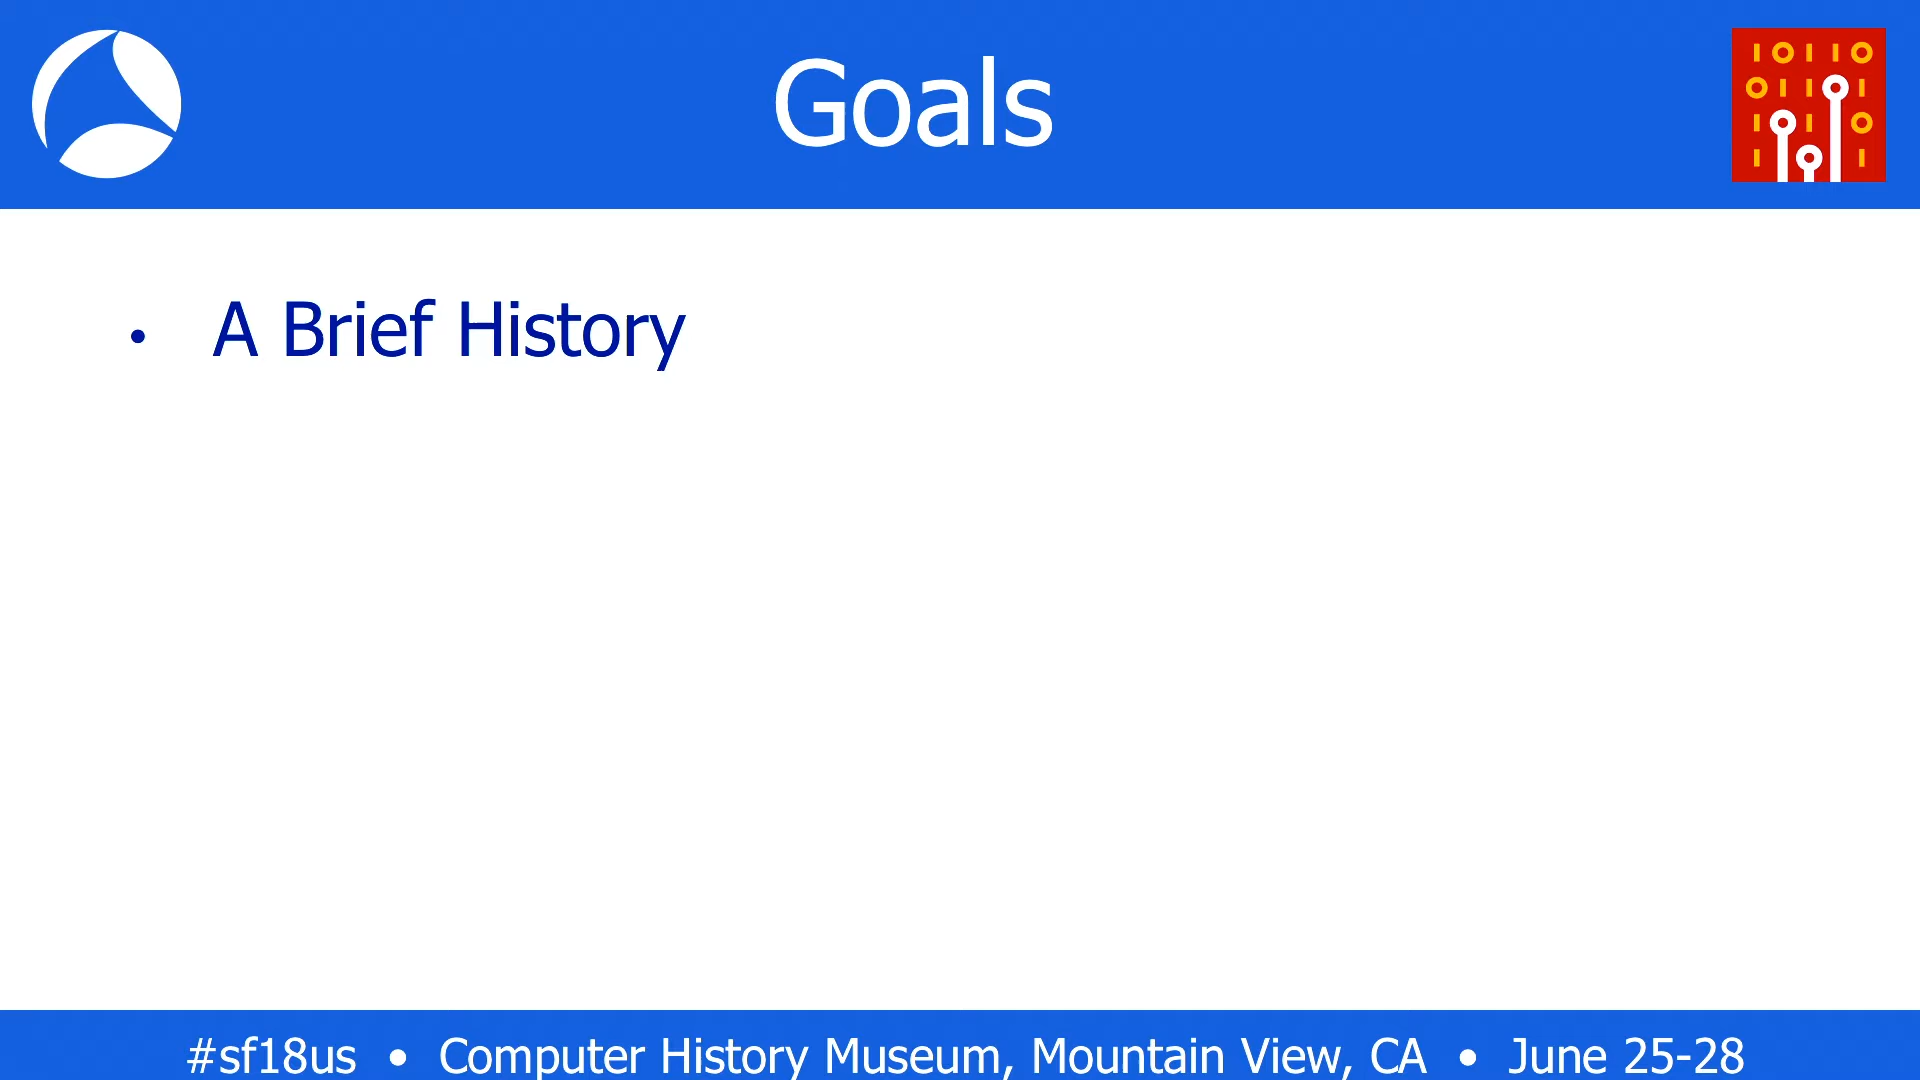 Goals
• A Brief History
#sf18us • Computer History Museum, Mountain View, CA • June 25-28